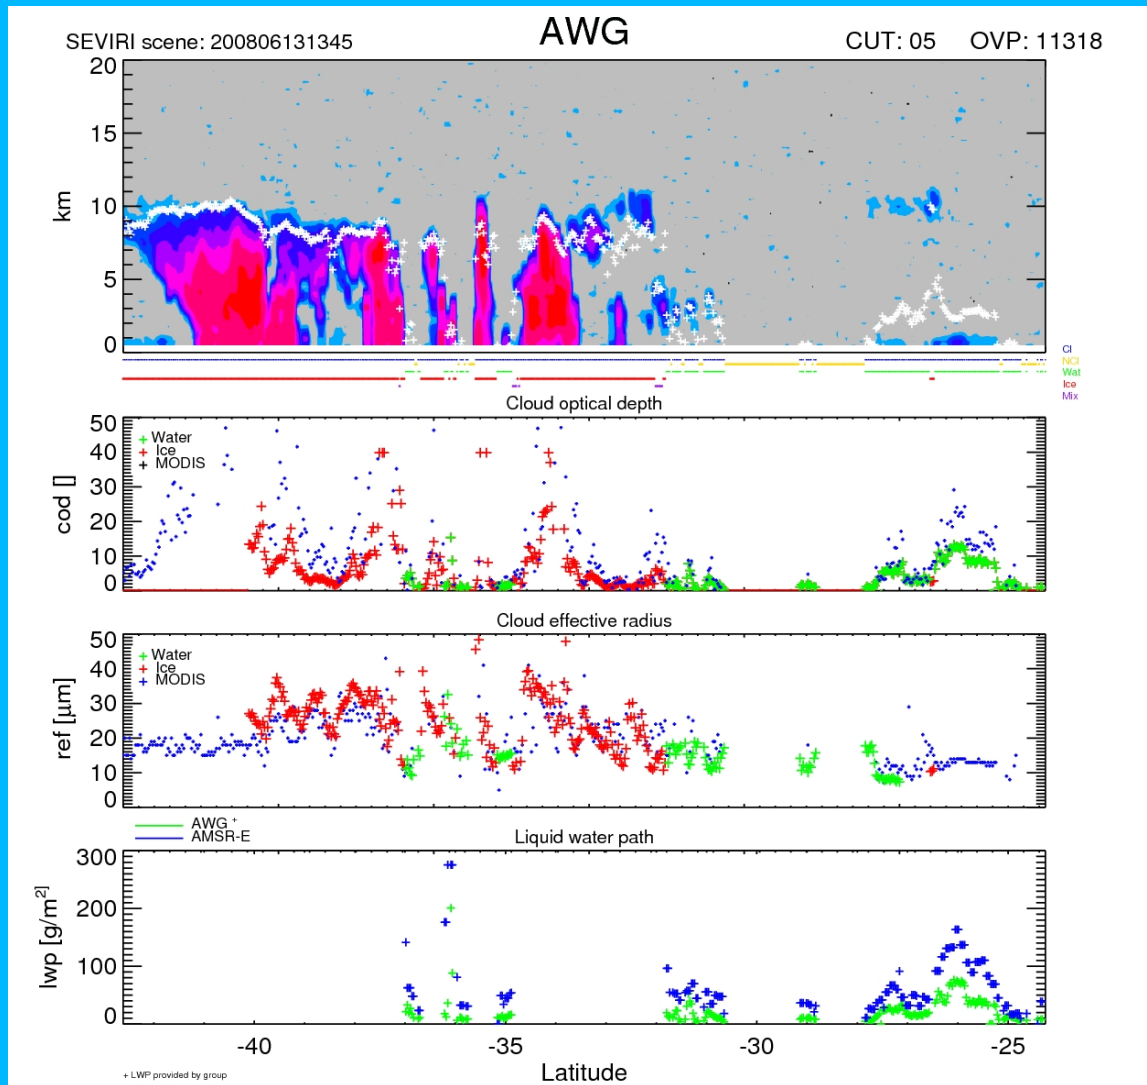 AWG
SEVIRI scene: 200806131345
CUT: 05 OVP: 11318
20
15
10
5
0
km
Cl
NCl
Wat
Ice
Mix
Cloud optical depth
50
40
30
20
10
0
cod []
Water
Ice
MODIS
Cloud effective radius
50
40
30
20
10
0
ref [μm]
Water
Ice
MODIS
AWG +
AMSR-E
Liquid water path
300
200
100
0
lwp [g/m²]
-40 -35 -30 -25
Latitude
+ LWP provided by group